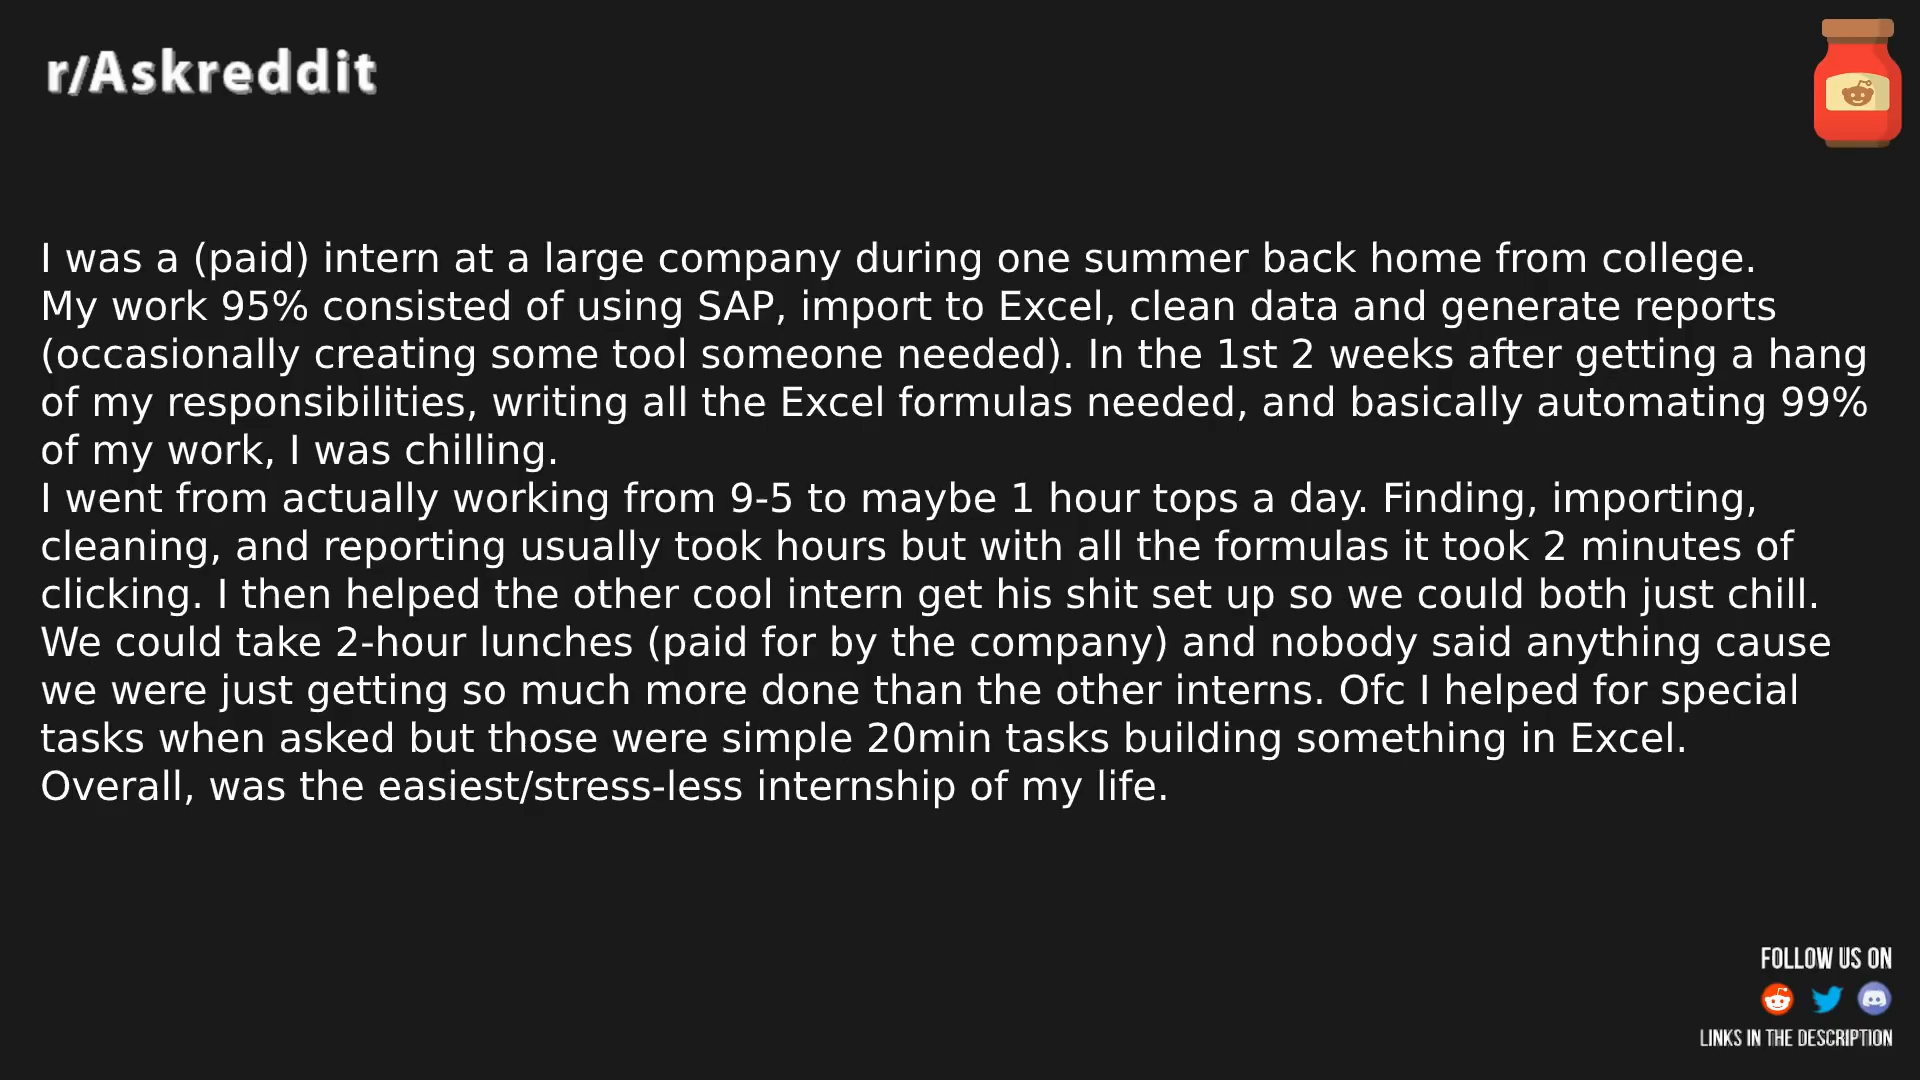 r/Askreddit
I was a (paid) intern at a large company during one summer back home from college.
My work 95% consisted of using SAP, import to Excel, clean data and generate reports
(occasionally creating some tool someone needed). In the 1st 2 weeks after getting a hang
of my responsibilities, writing all the Excel formulas needed, and basically automating 99%
of my work, I was chilling.
I went from actually working from 9-5 to maybe 1 hour tops a day. Finding, importing,
cleaning, and reporting usually took hours but with all the formulas it took 2 minutes of
clicking. I then helped the other cool intern get his shit set up so we could both just chill.
We could take 2-hour lunches (paid for by the company) and nobody said anything cause
we were just getting so much more done than the other interns. Ofc I helped for special
tasks when asked but those were simple 20min tasks building something in Excel.
Overall, was the easiest/stress-less internship of my life.
FOLLOW US ON
LINKS IN THE DESCRIPTION